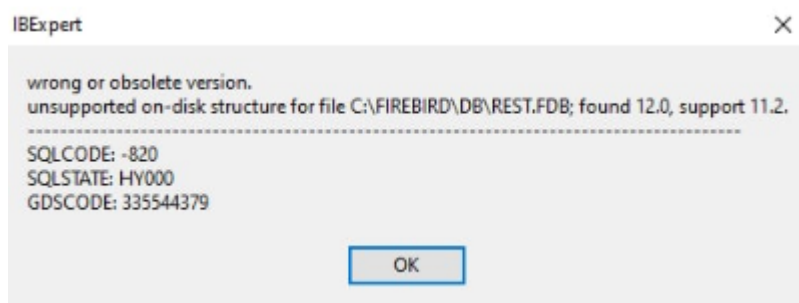 IBExpert
wrong or obsolete version.
unsupported on-disk structure for file C:\FIREBIRD\DB\REST.FDB; found 12.0, support 11.2.
--------------------------------------------------------------------------------
SQLCODE: -820
SQLSTATE: HY000
GDSCODE: 335544379
OK